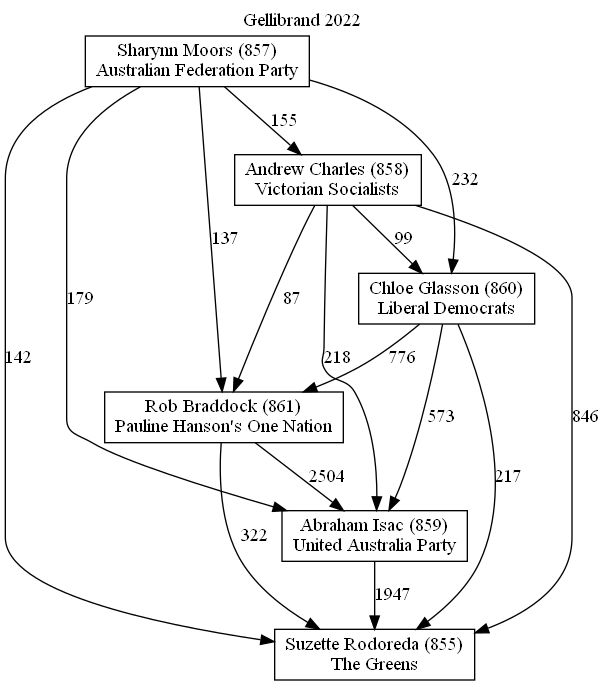 Gellibrand 2022
Sharynn Moors (857)
Australian Federation Party
155
Andrew Charles (858)
Victorian Socialists
232
137
99
Chloe Glasson (860)
Liberal Democrats
179
87
142
218
776
Rob Braddock (861)
Pauline Hanson's One Nation
573
846
2504
217
322
Abraham Isac (859)
United Australia Party
1947
Suzette Rodoreda (855)
The Greens